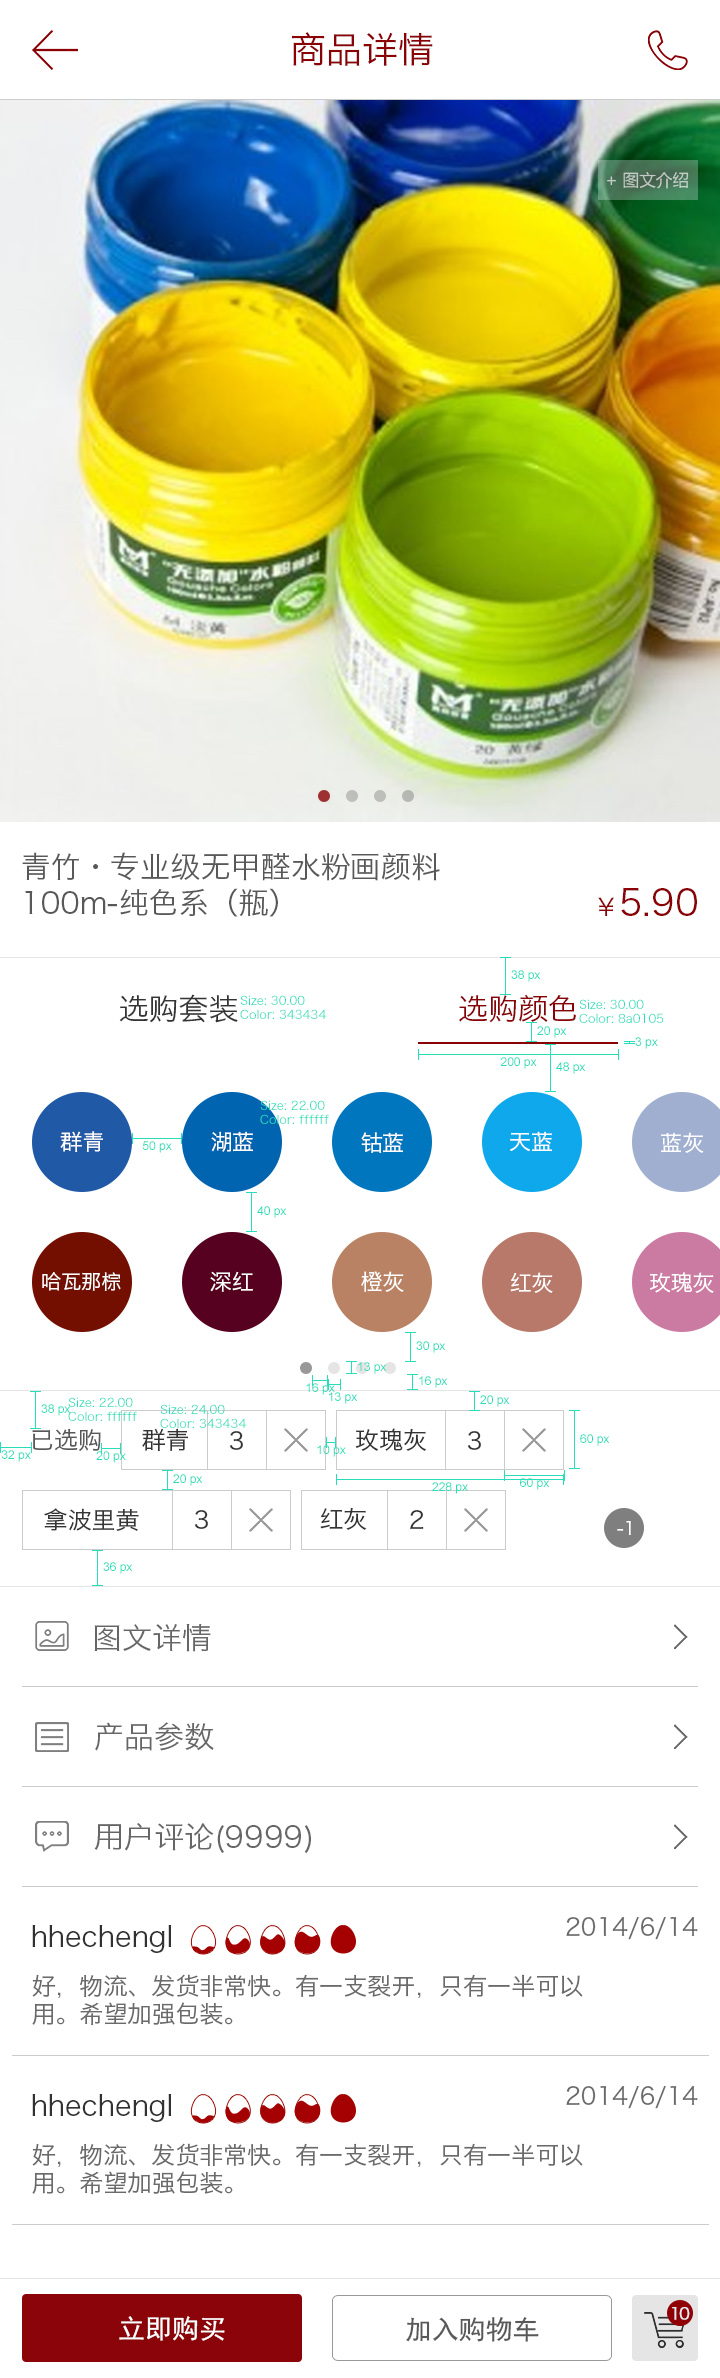 商品详情
+ 图文介绍
"无添加"水粉颜料
Gouache Colors
"无添加"水粉颜料
Gouache Colors
20 黄绿
青竹·专业级无甲醛水粉画颜料
100m-纯色系（瓶）
¥5.90
38 px
选购套装
Size: 30.00
Color: 343434
选购颜色
Size: 30.00
Color: 8a0105
20 px
3 px
200 px
48 px
Size: 22.00
Color: ffffff
群青
50 px
湖蓝
钴蓝
天蓝
蓝灰
40 px
哈瓦那棕
深红
橙灰
红灰
玫瑰灰
30 px
13 px
16 px
16 px
13 px
38 px
Size: 22.00
Color: ffffff
Size: 24.00
Color: 343434
20 px
32 px
已选购
20 px
群青 3
10 px
玫瑰灰 3
60 px
20 px
228 px
60 px
拿波里黄 3
红灰 2
-1
36 px
图文详情
产品参数
用户评论(9999)
hhechengl
2014/6/14
好，物流、发货非常快。有一支裂开，只有一半可以
用。希望加强包装。
hhechengl
2014/6/14
好，物流、发货非常快。有一支裂开，只有一半可以
用。希望加强包装。
立即购买
加入购物车
10